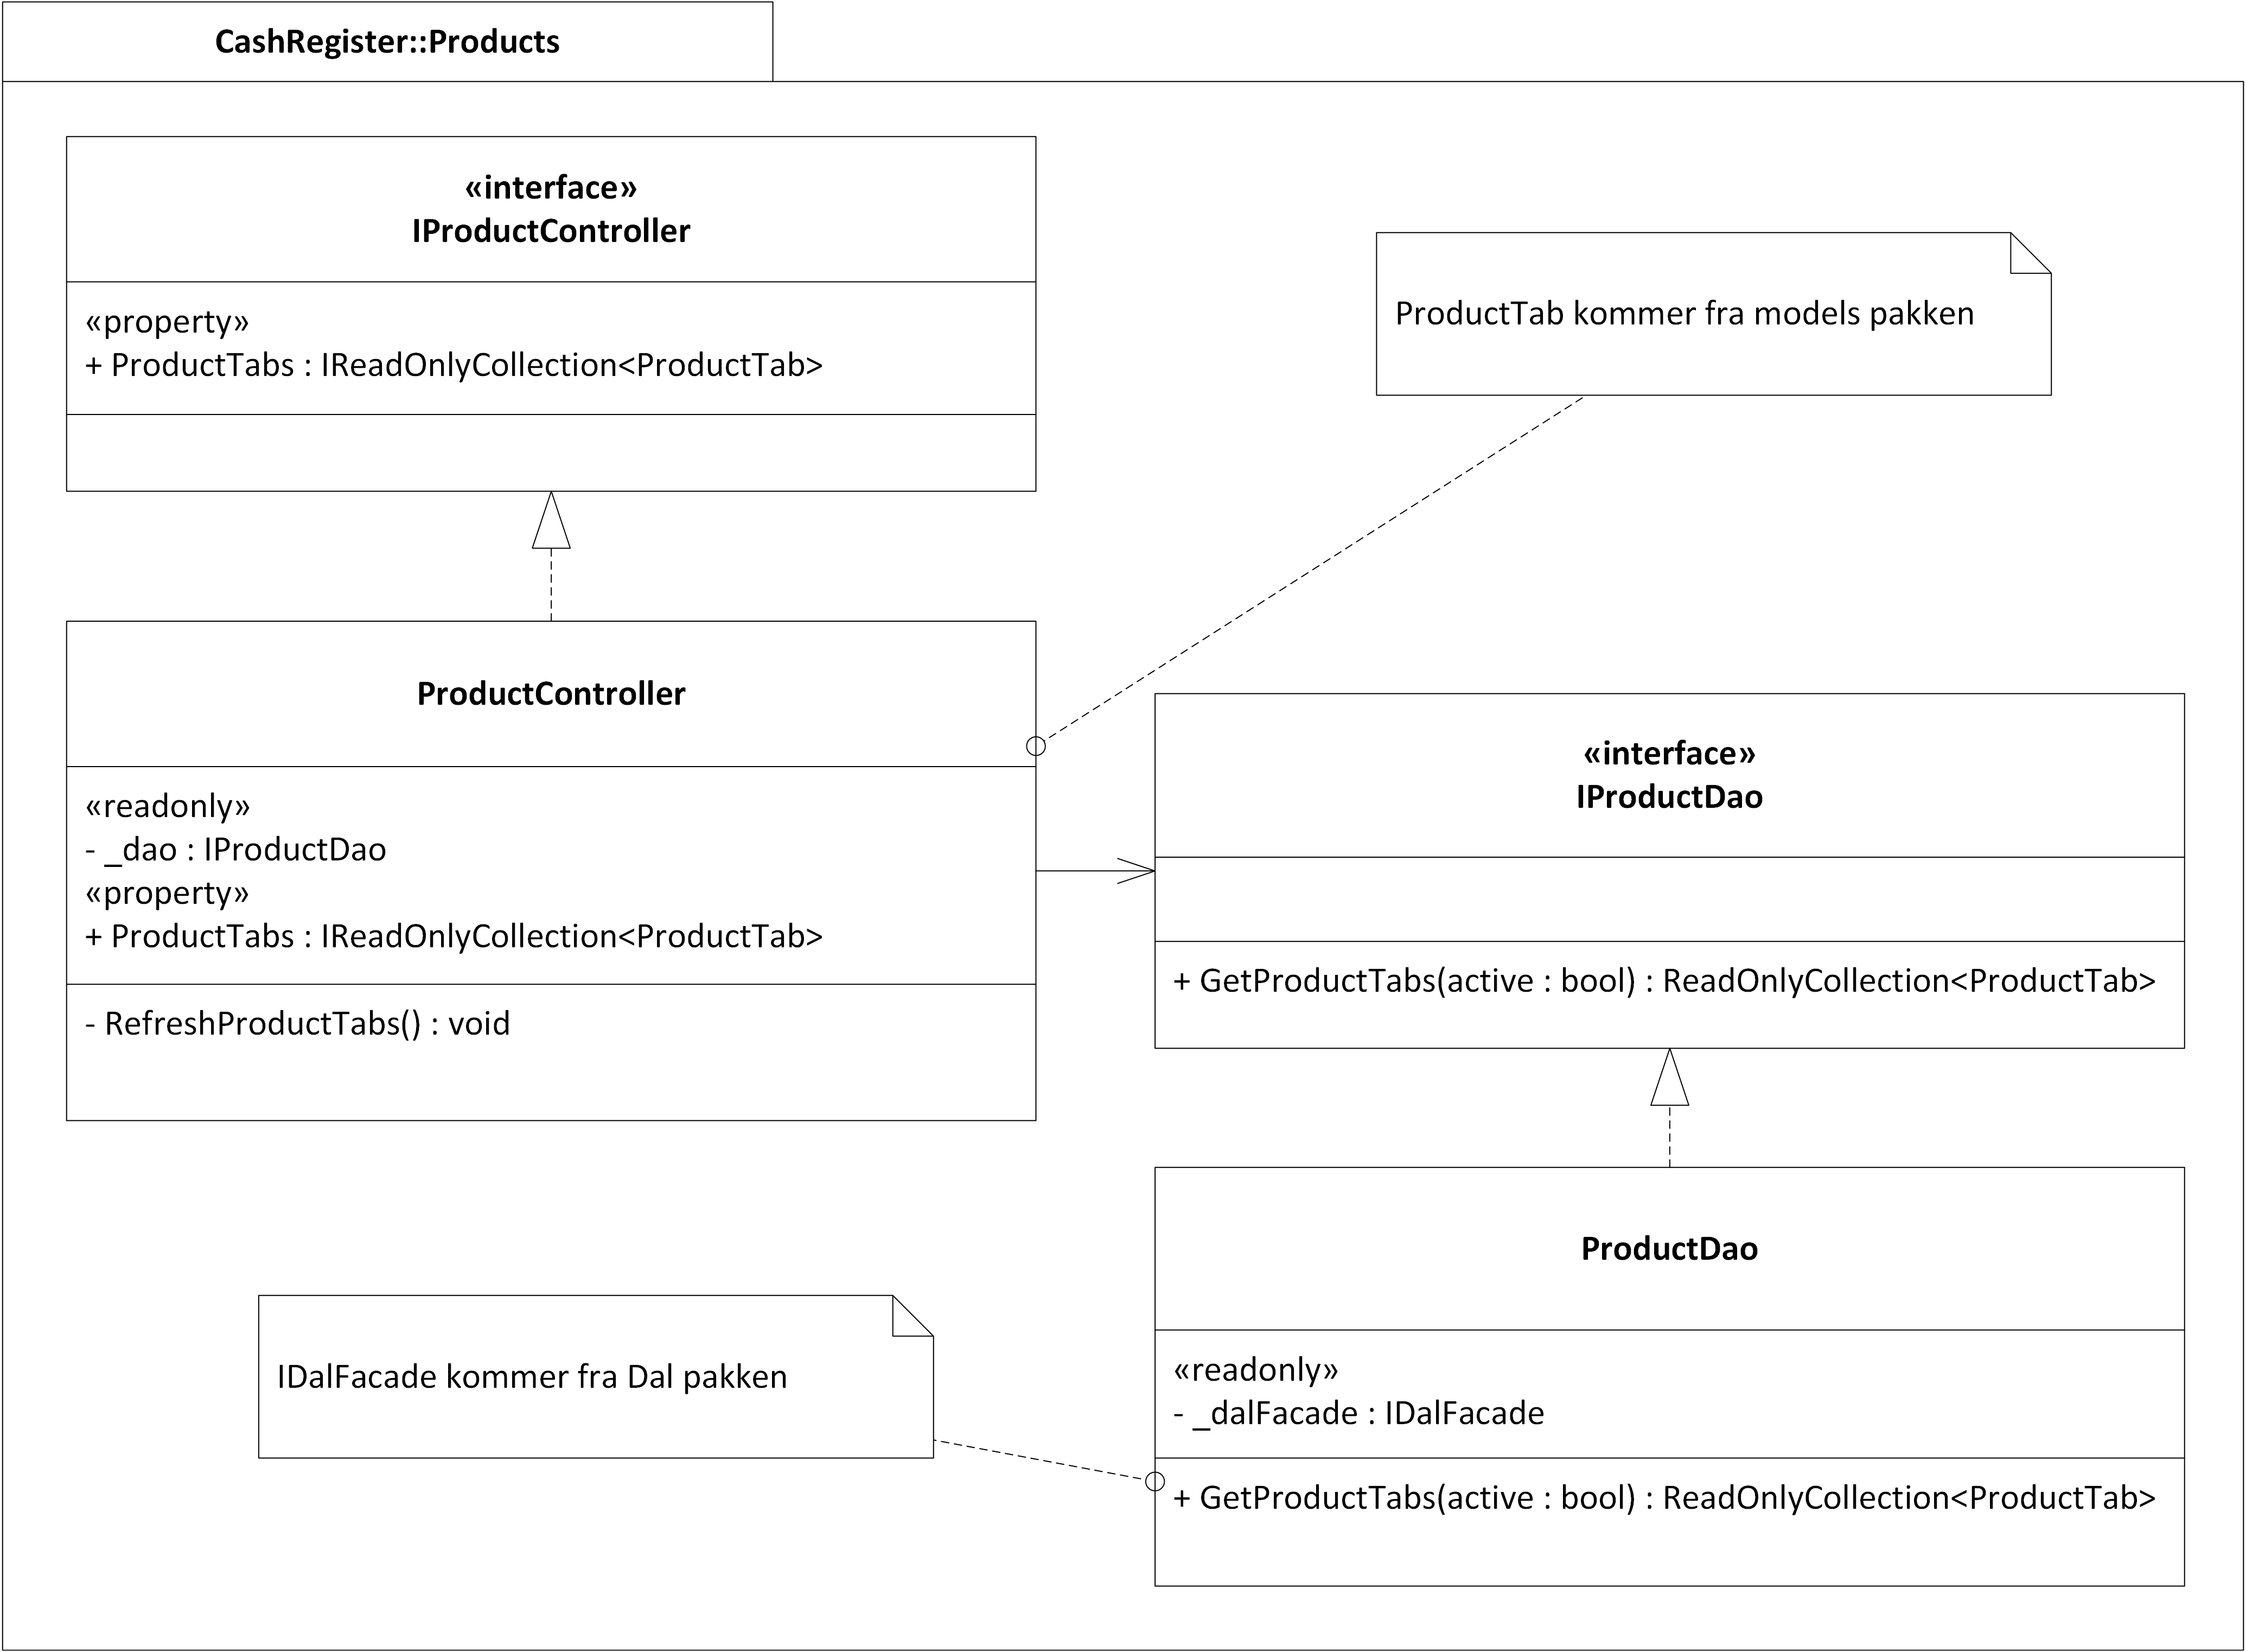 CashRegister::Products
«interface»
IProductController
«property»
+ ProductTabs : IReadOnlyCollection<ProductTab>
ProductTab kommer fra models pakken
ProductController
«readonly»
- _dao : IProductDao
«property»
+ ProductTabs : IReadOnlyCollection<ProductTab>
- RefreshProductTabs() : void
«interface»
IProductDao
+ GetProductTabs(active : bool) : ReadOnlyCollection<ProductTab>
ProductDao
«readonly»
- _dalFacade : IDalFacade
+ GetProductTabs(active : bool) : ReadOnlyCollection<ProductTab>
IDalFacade kommer fra Dal pakken